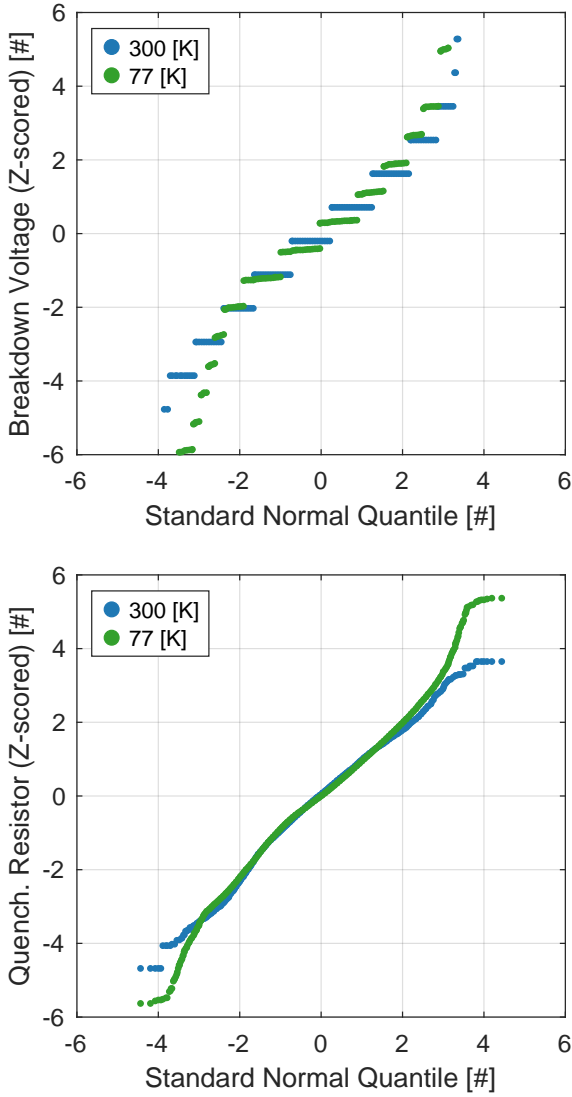 Breakdown Voltage (Z-scored) [#]
6
4
2
0
-2
-4
-6
300 [K]
77 [K]
-6 -4 -2 0 2 4 6
Standard Normal Quantile [#]
Quench. Resistor (Z-scored) [#]
6
4
2
0
-2
-4
-6
300 [K]
77 [K]
-6 -4 -2 0 2 4 6
Standard Normal Quantile [#]